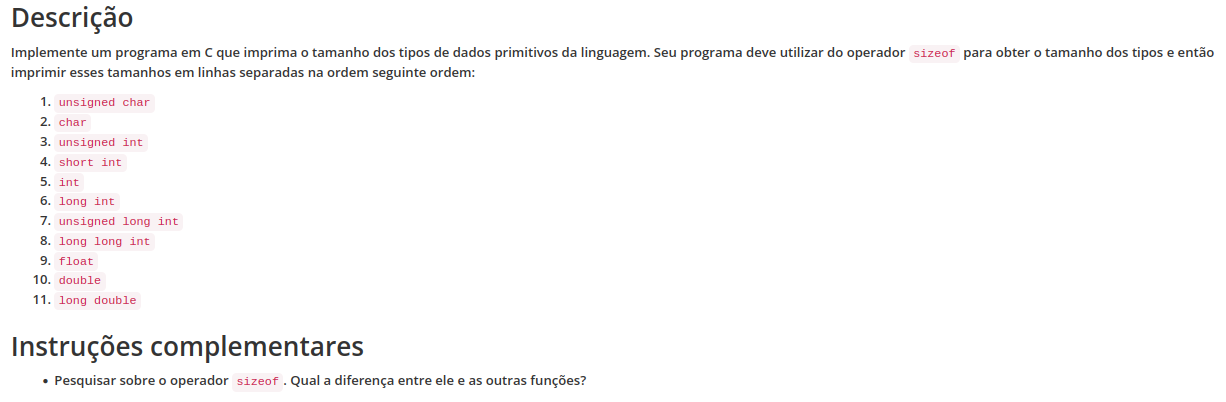 Descrição
Implemente um programa em C que imprima o tamanho dos tipos de dados primitivos da linguagem. Seu programa deve utilizar do operador sizeof para obter o tamanho dos tipos e então
imprimir esses tamanhos em linhas separadas na ordem seguinte ordem:
1. unsigned char
2. char
3. unsigned int
4. short int
5. int
6. long int
7. unsigned long int
8. long long int
9. float
10. double
11. long double
Instruções complementares
• Pesquisar sobre o operador sizeof. Qual a diferença entre ele e as outras funções?